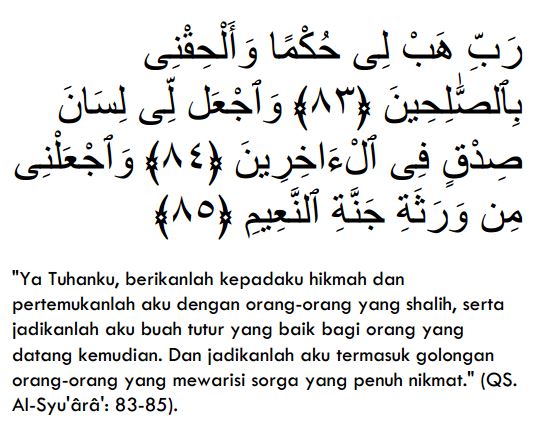 رَبِّ هَبْ لِى حُكْمًا وَأَلْحِقْنِى
بِٱلصَّٰلِحِينَ ﴿٨٣﴾ وَٱجْعَل لِّى لِسَانَ
صِدْقٍ فِى ٱلْءَاخِرِينَ ﴿٨٤﴾ وَٱجْعَلْنِى
مِن وَرَثَةِ جَنَّةِ ٱلنَّعِيمِ ﴿٨٥﴾
"Ya Tuhanku, berikanlah kepadaku hikmah dan
pertemukanlah aku dengan orang-orang yang shalih, serta
jadikanlah aku buah tutur yang baik bagi orang yang
datang kemudian. Dan jadikanlah aku termasuk golongan
orang-orang yang mewarisi sorga yang penuh nikmat." (QS.
Al-Syu'ârâ': 83-85).